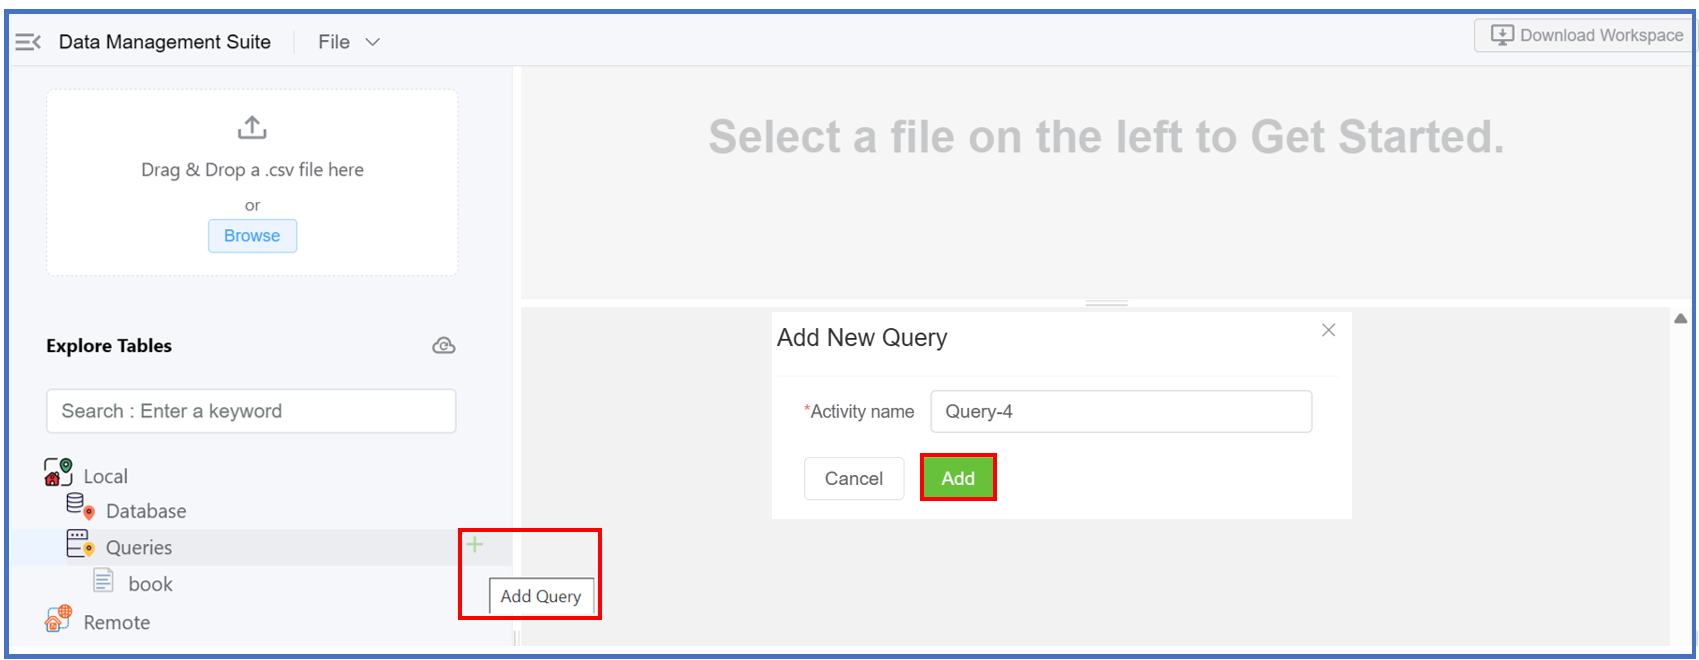 Data Management Suite File
Download Workspace
Drag & Drop a .csv file here
or
Browse
Explore Tables
Search : Enter a keyword
Local
Database
Queries
book
Remote
Add Query
Select a file on the left to Get Started.
Add New Query
*Activity name Query-4
Cancel Add